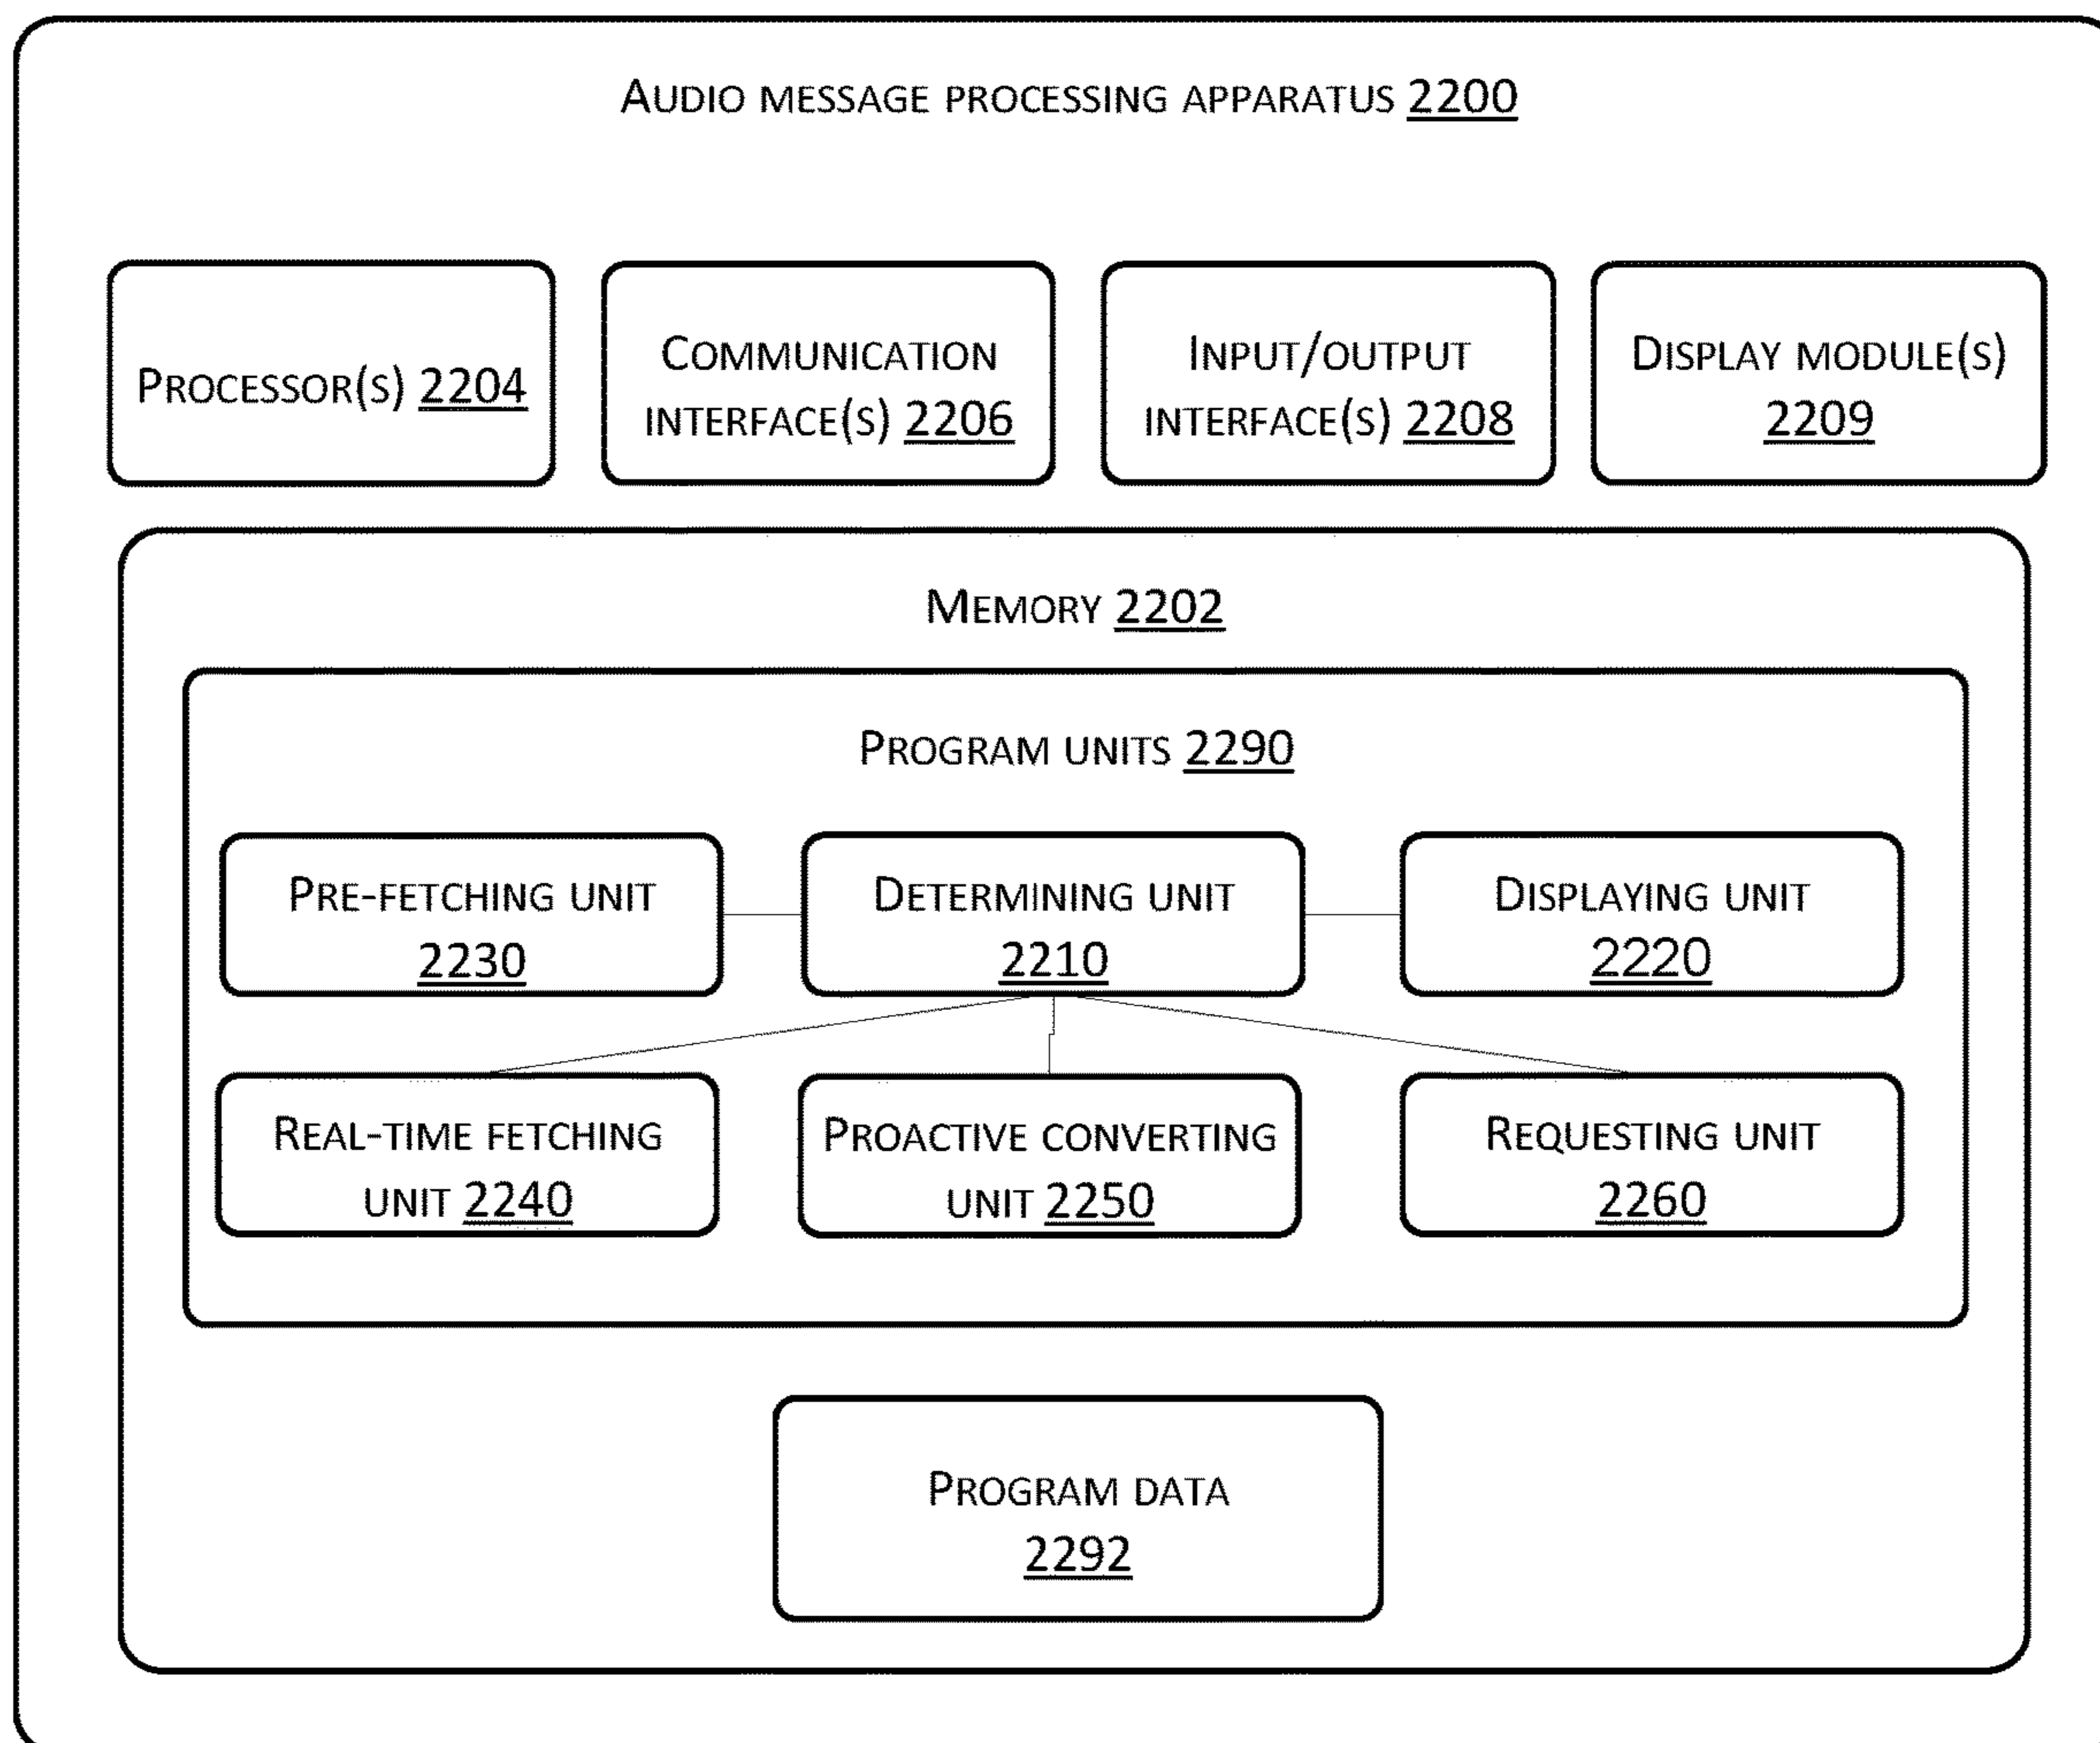 AUDIO MESSAGE PROCESSING APPARATUS 2200
PROCESSOR(S) 2204
COMMUNICATION
INTERFACE(S) 2206
INPUT/OUTPUT
INTERFACE(S) 2208
DISPLAY MODULE(S)
2209
MEMORY 2202
PROGRAM UNITS 2290
PRE-FETCHING UNIT
2230
DETERMINING UNIT
2210
DISPLAYING UNIT
2220
REAL-TIME FETCHING
UNIT 2240
PROACTIVE CONVERTING
UNIT 2250
REQUESTING UNIT
2260
PROGRAM DATA
2292